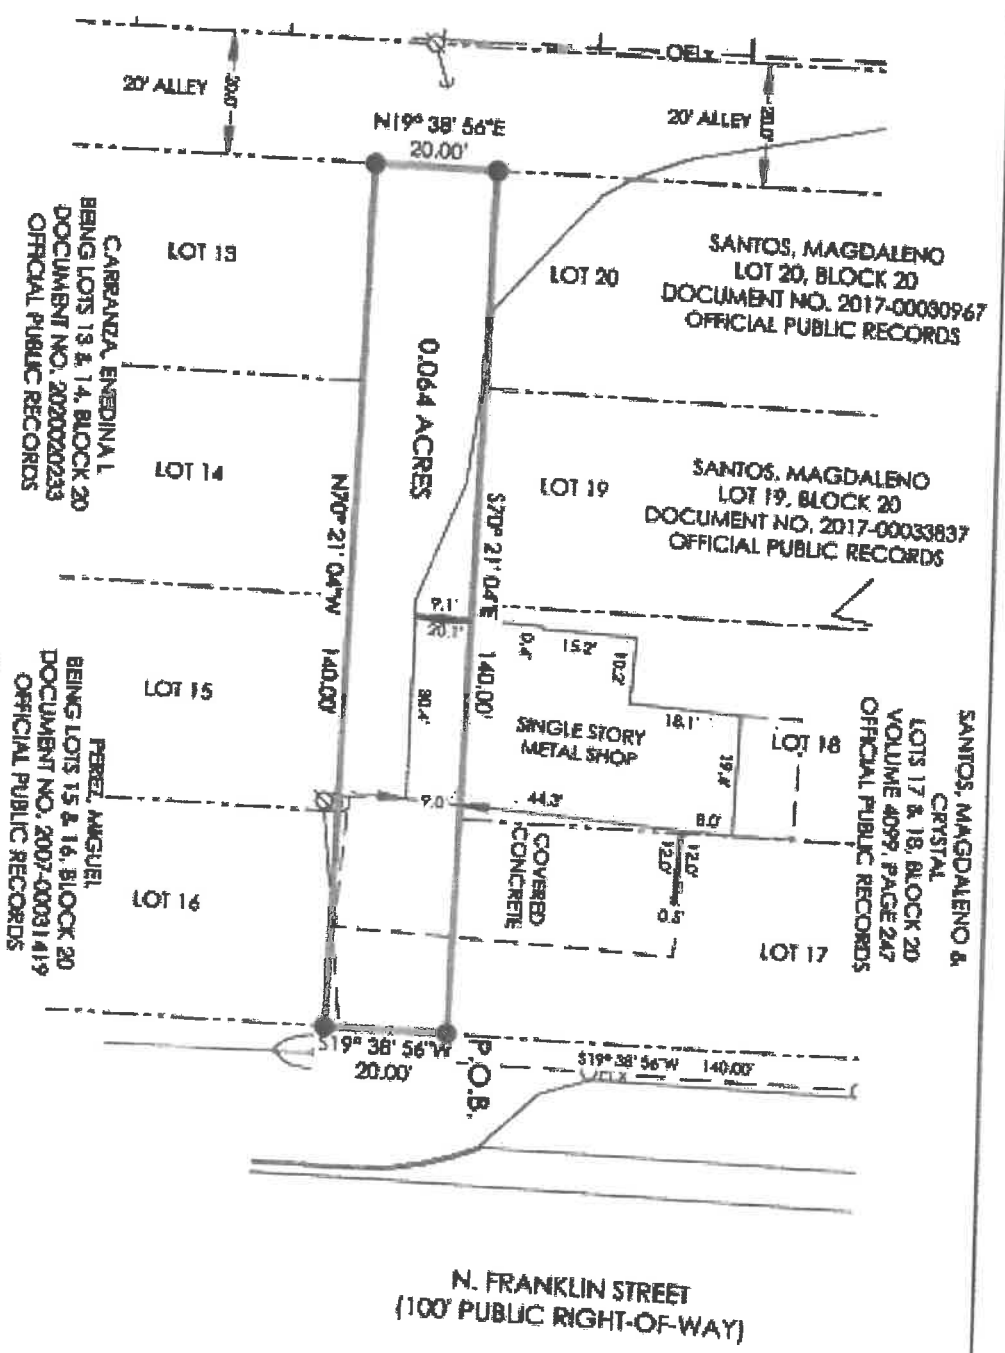 OELx
20' ALLEY
20.0'
20' ALLEY
20.0'
N19° 38' 56"E
20.00'
LOT 13
LOT 20
SANTOS, MAGDALENO
LOT 20, BLOCK 20
DOCUMENT NO. 2017-00030967
OFFICIAL PUBLIC RECORDS
CARRANZA, ENEDINA L
BEING LOTS 13 & 14, BLOCK 20
DOCUMENT NO. 2020020233
OFFICIAL PUBLIC RECORDS
0.064 ACRES
LOT 14
LOT 19
SANTOS, MAGDALENO
LOT 19, BLOCK 20
DOCUMENT NO. 2017-00033837
OFFICIAL PUBLIC RECORDS
N70° 21' 04"W 140.00'
S70° 21' 04"E 140.00'
9.1'
20.1'
30.4'
0.4'
15.2'
10.2'
18.1'
19.8'
SINGLE STORY
METAL SHOP
LOT 15
LOT 18
SANTOS, MAGDALENO &
CRYSTAL
LOTS 17 & 18, BLOCK 20
VOLUME 4099, PAGE 247
OFFICIAL PUBLIC RECORDS
9.0'
44.3'
8.0'
12.0'
12.0'
0.5'
COVERED
CONCRETE
PEREZ, MIGUEL
BEING LOTS 15 & 16, BLOCK 20
DOCUMENT NO. 2007-00031419
OFFICIAL PUBLIC RECORDS
LOT 16
LOT 17
S19° 38' 56"W
20.00'
P.O.B.
S19° 38' 56"W 140.00'
N. FRANKLIN STREET
(100' PUBLIC RIGHT-OF-WAY)